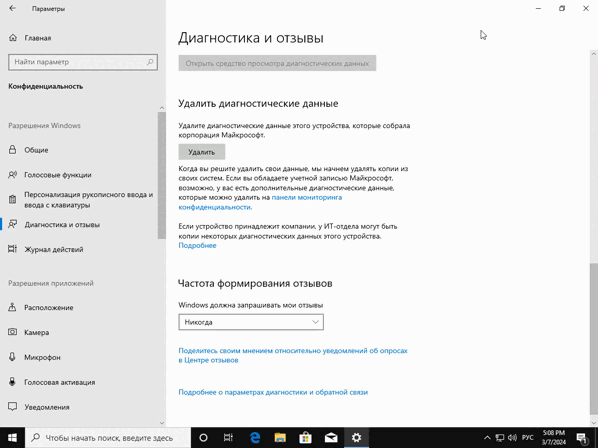 Параметры
Главная
Найти параметр
Конфиденциальность
Разрешения Windows
Общие
Голосовые функции
Персонализация рукописного ввода и
ввода с клавиатуры
Диагностика и отзывы
Журнал действий
Разрешения приложений
Расположение
Камера
Микрофон
Голосовая активация
Уведомления
Диагностика и отзывы
Открыть средство просмотра диагностических данных
Удалить диагностические данные
Удалите диагностические данные этого устройства, которые собрала
корпорация Майкрософт.
Удалить
Когда вы решите удалить свои данные, мы начнем удалять копии из
своих систем. Если вы обладаете учетной записью Майкрософт,
возможно, у вас есть дополнительные диагностические данные,
которые можно удалить на панели мониторинга
конфиденциальности.
Если устройство принадлежит компании, у ИТ-отдела могут быть
копии некоторых диагностических данных этого устройства.
Подробнее
Частота формирования отзывов
Windows должна запрашивать мои отзывы
Никогда
Поделитесь своим мнением относительно уведомлений об опросах
в Центре отзывов
Подробнее о параметрах диагностики и обратной связи
Чтобы начать поиск, введите здесь
РУС
5:08 PM
3/7/2024